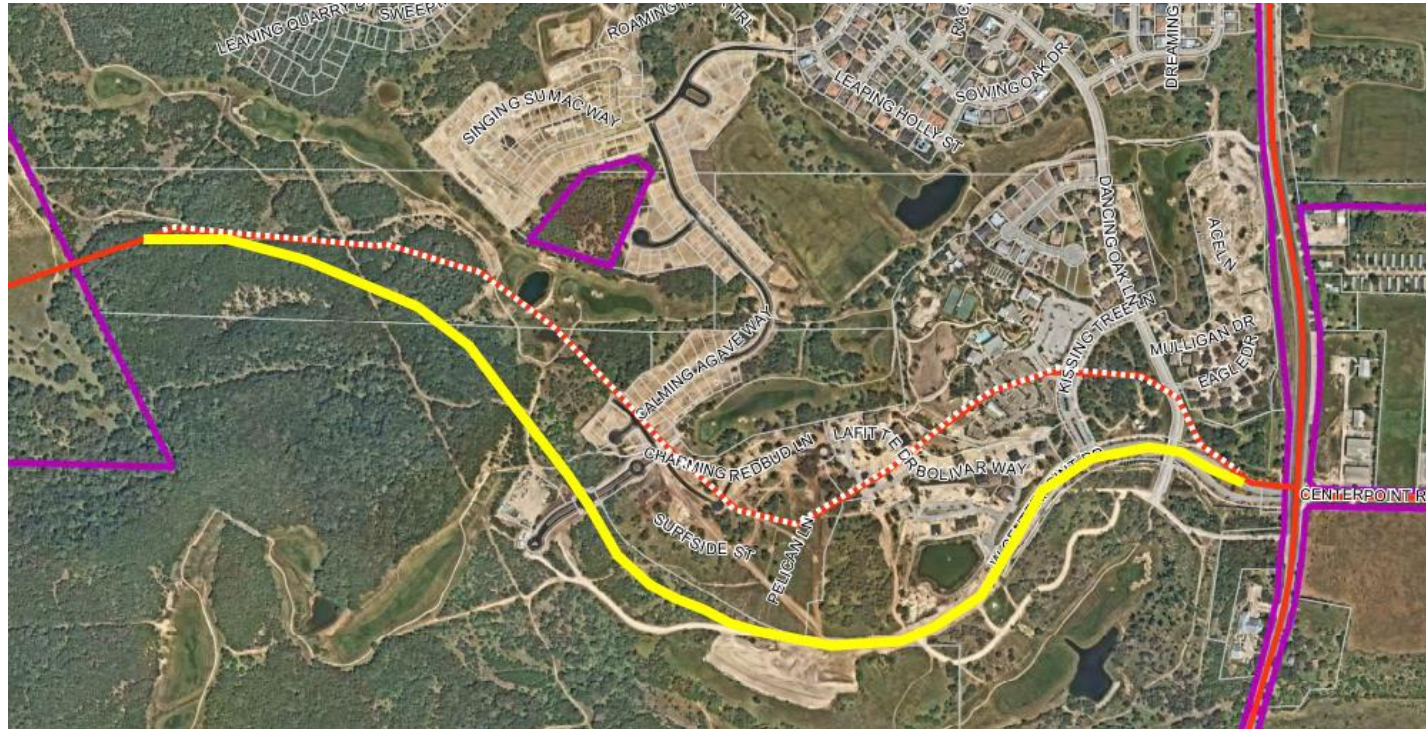 ROAMING
TRL
LEANING QUARRY
SWEEP
DREAMING
SOWING OAK DR
LEAPING HOLLY ST
SINGING SUMAC WAY
DANCING OAK LN
ACE LN
KISSING TREE LN
MULLIGAN DR
EAGLE DR
CALMING AGAVE WAY
LAFITTE DR
CHARMING REDBUD LN
BOLIVAR WAY
CENTERPOINT R
SURFSIDE ST
PELICAN LN